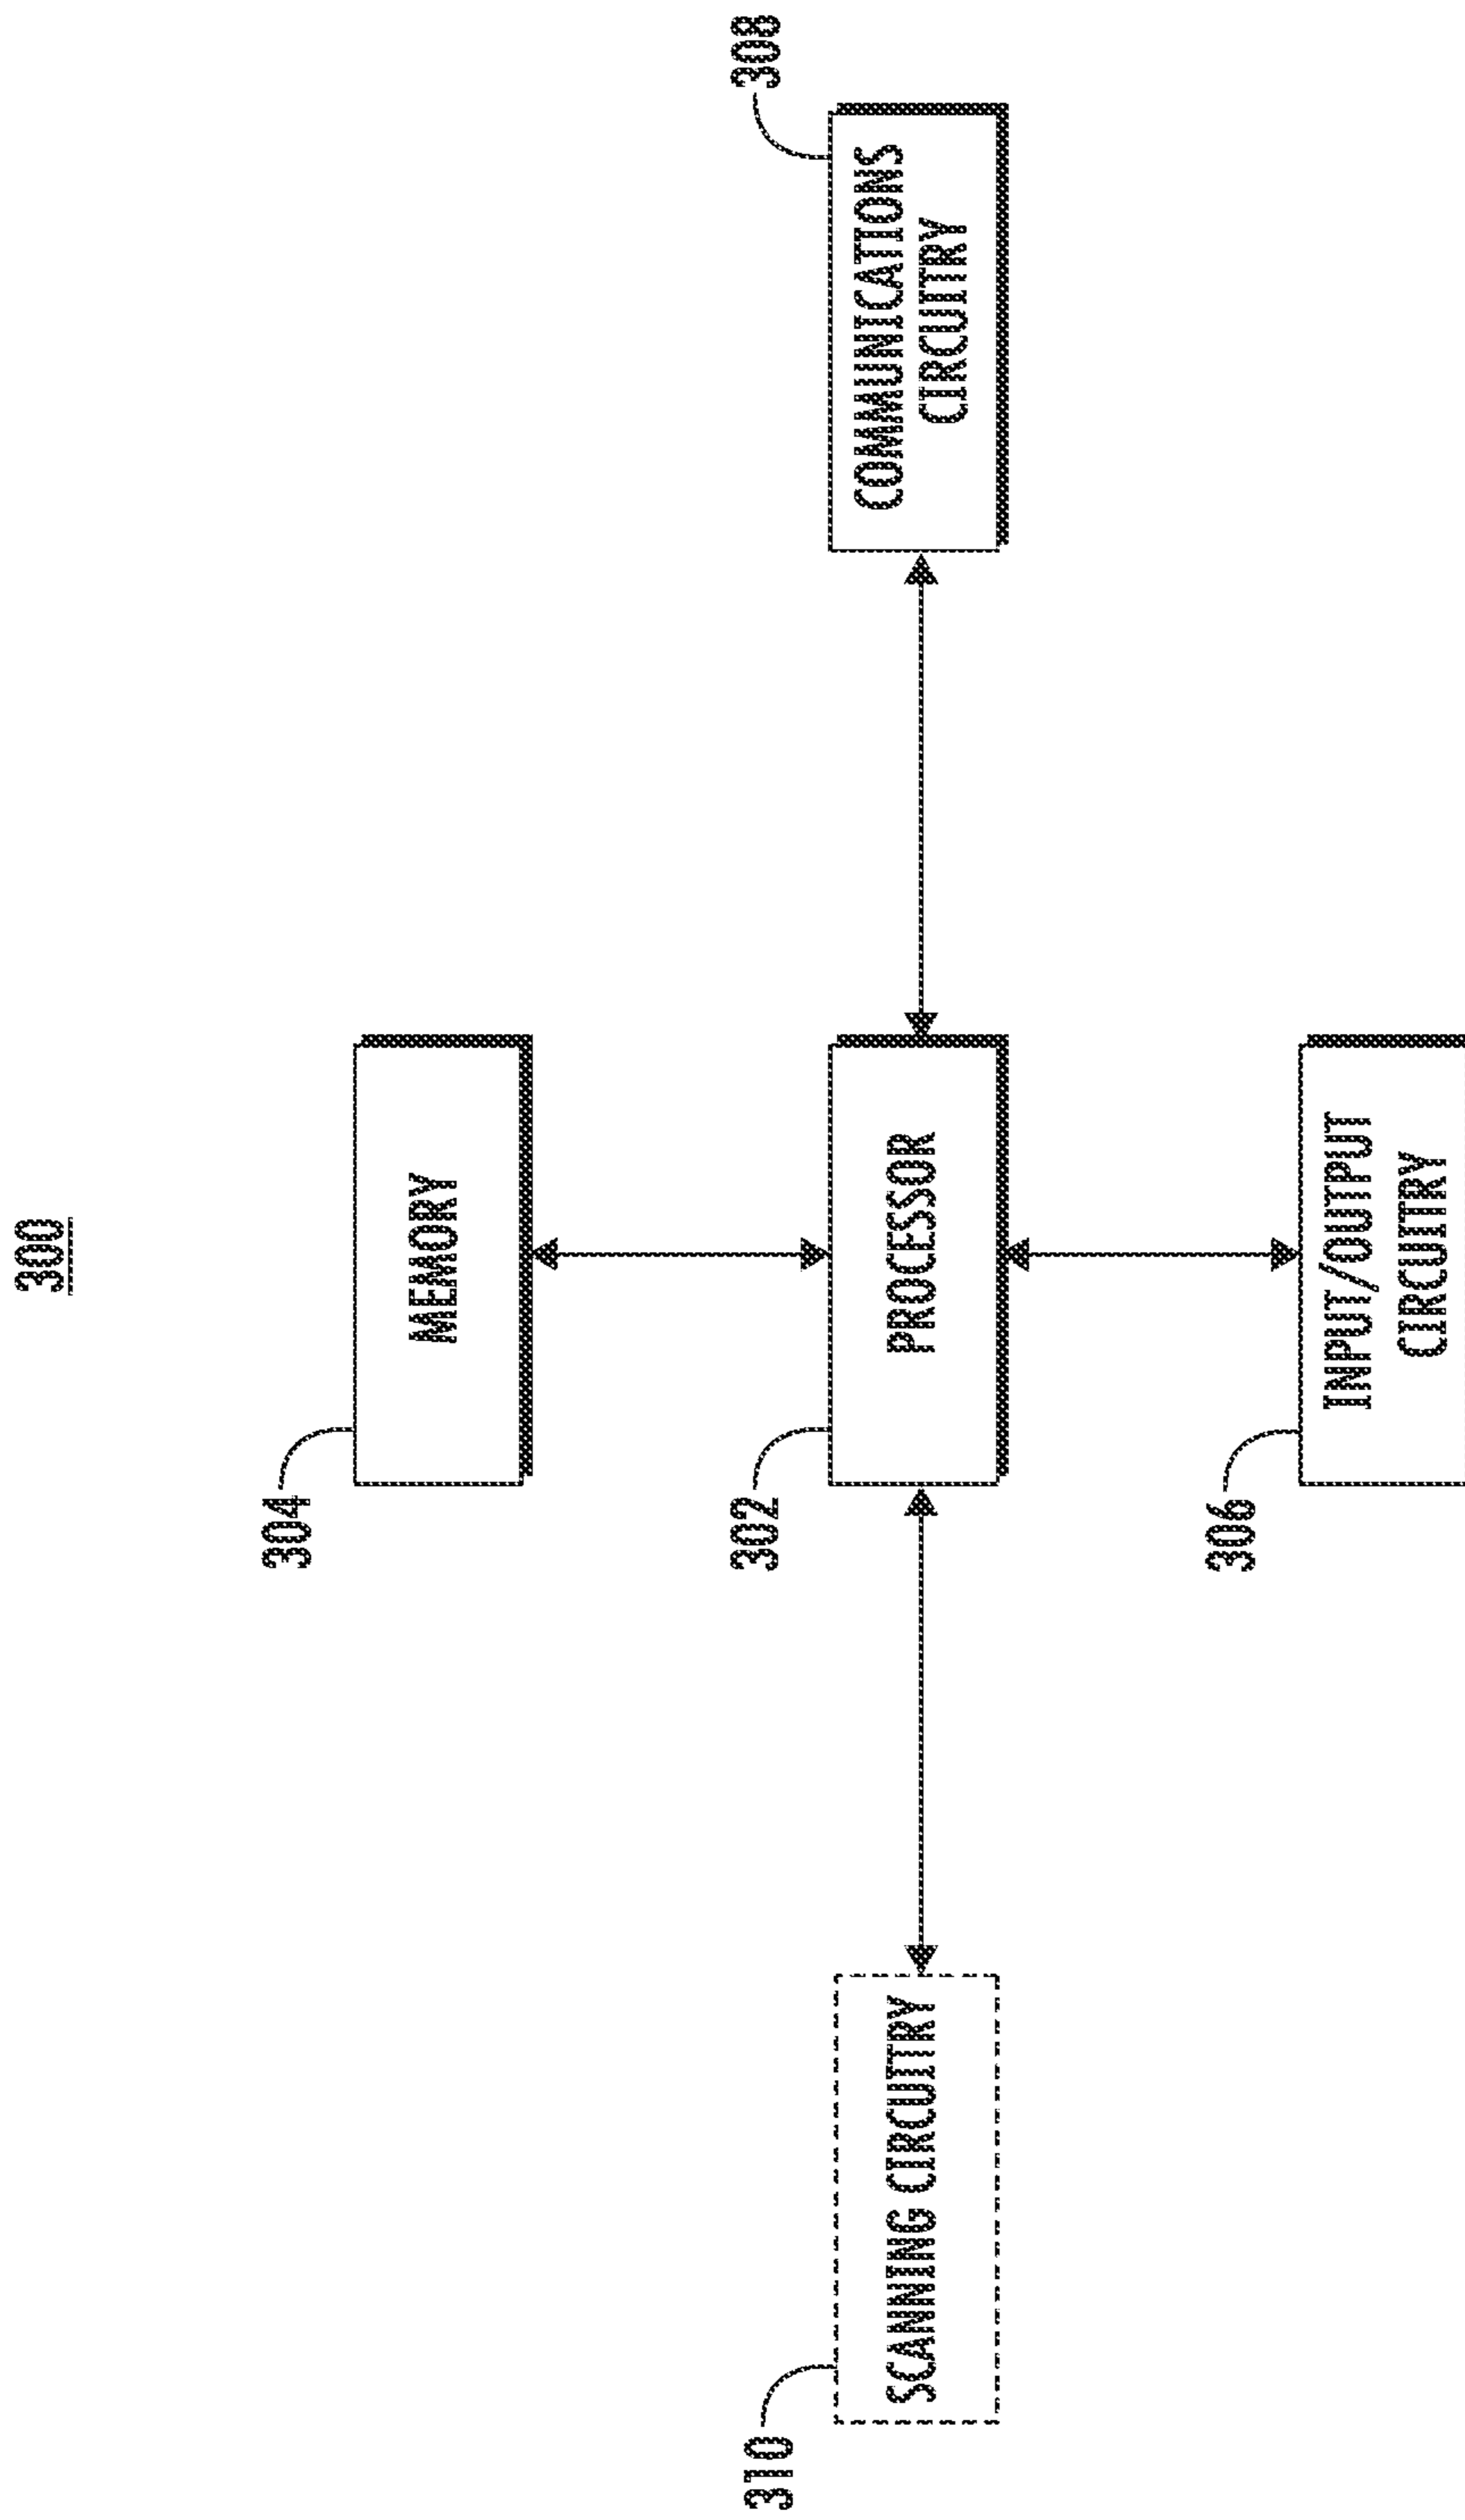 300
304
MEMORY
310
SCANNING CIRCUITRY
302
PROCESSOR
308
COMMUNICATIONS
CIRCUITRY
306
INPUT/OUTPUT
CIRCUITRY